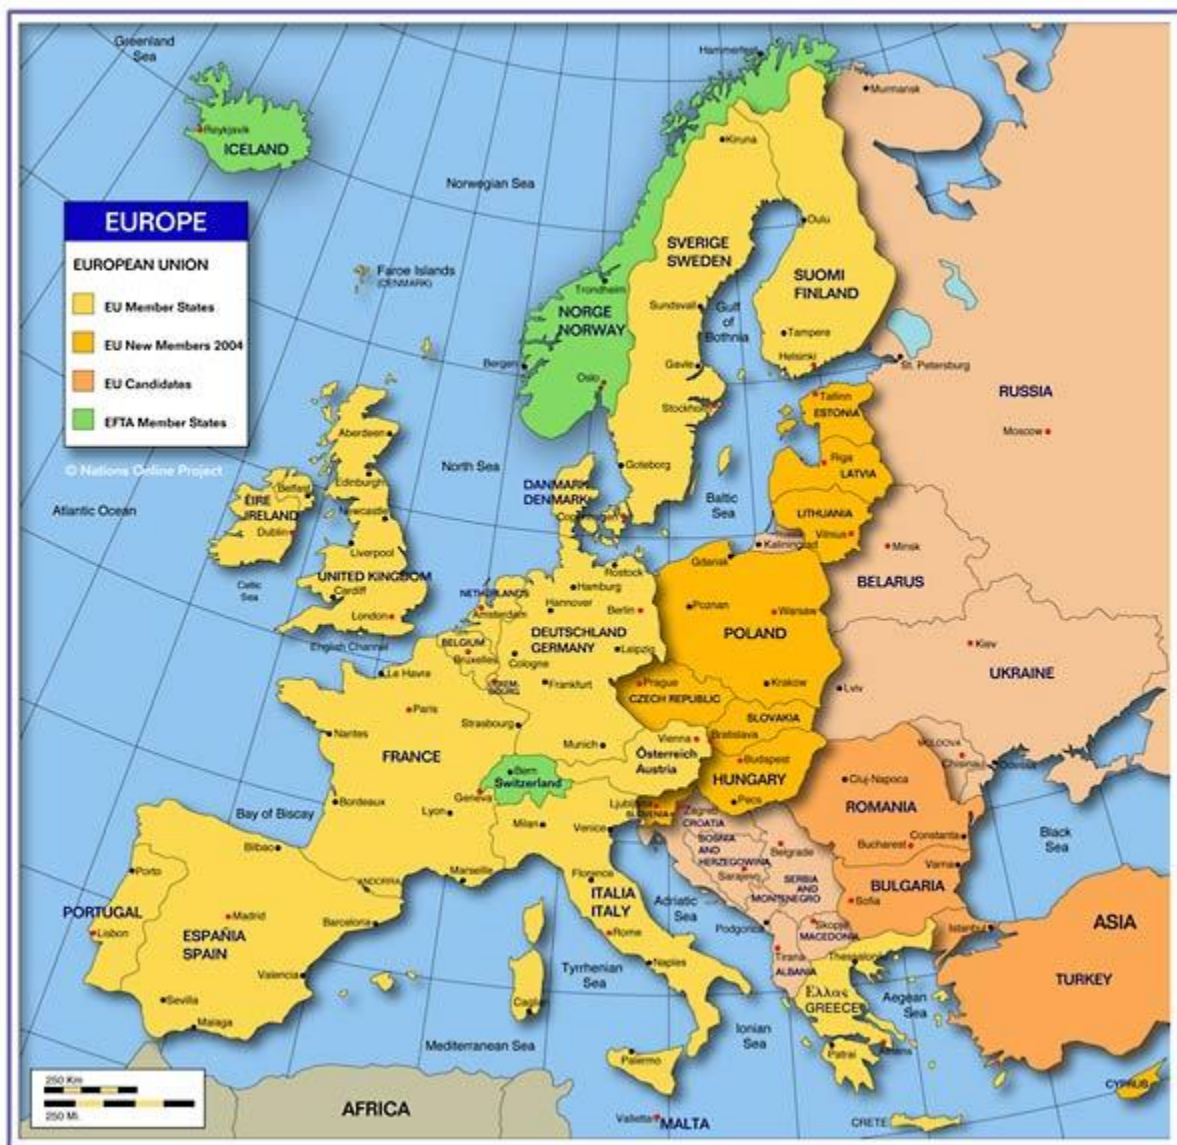 Greenland
Sea
Hammerfest
Murmansk
Reykjavik
ICELAND
Kiruna
Norwegian Sea
EUROPE
EUROPEAN UNION
EU Member States
EU New Members 2004
EU Candidates
EFTA Member States
© Nations Online Project
Oulu
SVERIGE
SWEDEN
SUOMI
FINLAND
Faroe Islands
(DENMARK)
Trondheim
NORGE
NORWAY
Sundsvall
Gulf
of
Bothnia
Tampere
Helsinki
St. Petersburg
Bergen
Gavle
Oslo
Stockholm
RUSSIA
Moscow
Tallinn
ESTONIA
Riga
LATVIA
Aberdeen
Edinburgh
North Sea
Goteborg
DANMARK
DENMARK
Copenhagen
Baltic
Sea
LITHUANIA
Vilnius
Kaliningrad
Minsk
BELARUS
Atlantic Ocean
Belfast
ÉIRE
IRELAND
Dublin
Newcastle
Liverpool
UNITED KINGDOM
Cardiff
London
Celtic
Sea
English Channel
NETHERLANDS
Amsterdam
Rostock
Hamburg
Hannover
Berlin
Gdansk
Poznan
Warsaw
POLAND
DEUTSCHLAND
GERMANY
Leipzig
BELGIUM
Bruxelles
Cologne
LUXEM-
BOURG
Frankfurt
Le Havre
Prague
CZECH REPUBLIC
Krakow
Lviv
Kiev
UKRAINE
Paris
Strasbourg
SLOVAKIA
Nantes
FRANCE
Munich
Vienna
Bratislava
Österreich
Austria
Budapest
HUNGARY
MOLDOVA
Chisinau
Odessa
Bern
Switzerland
Geneva
Cluj-Napoca
Pecs
ROMANIA
Bay of Biscay
Bordeaux
Lyon
Milan
Venice
Ljubljana
SLOVENIA
Zagreb
CROATIA
BOSNIA
AND
HERZEGOWINA
Sarajevo
Belgrade
SERBIA
AND
MONTENEGRO
Bucharest
Constanta
Black
Sea
Bilbao
Marseille
Florence
Varna
BULGARIA
Sofia
Porto
ANDORRA
ITALIA
ITALY
Adriatic
Sea
Podgorica
Skopje
MACEDONIA
Istanbul
ASIA
PORTUGAL
Lisbon
Madrid
Barcelona
Rome
ESPAÑIA
SPAIN
Naples
Tirana
ALBANIA
Thessaloniki
Valencia
Tyrrhenian
Sea
Ελλας
GREECE
Aegean
Sea
TURKEY
Sevilla
Malaga
Cagliari
Ionian
Sea
Mediterranean Sea
Palermo
Patrai
Athens
250 Km
250 Mi.
AFRICA
Valletta
MALTA
CRETE
CYPRUS